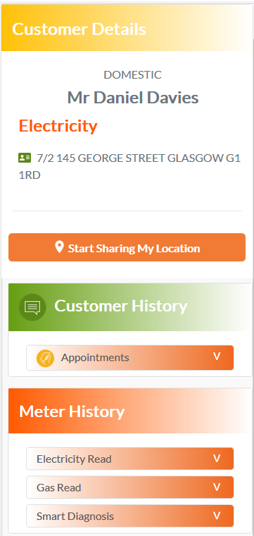 Customer Details
DOMESTIC
Mr Daniel Davies
Electricity
7/2 145 GEORGE STREET GLASGOW G1
1RD
Start Sharing My Location
Customer History
Appointments V
Meter History
Electricity Read V
Gas Read V
Smart Diagnosis V